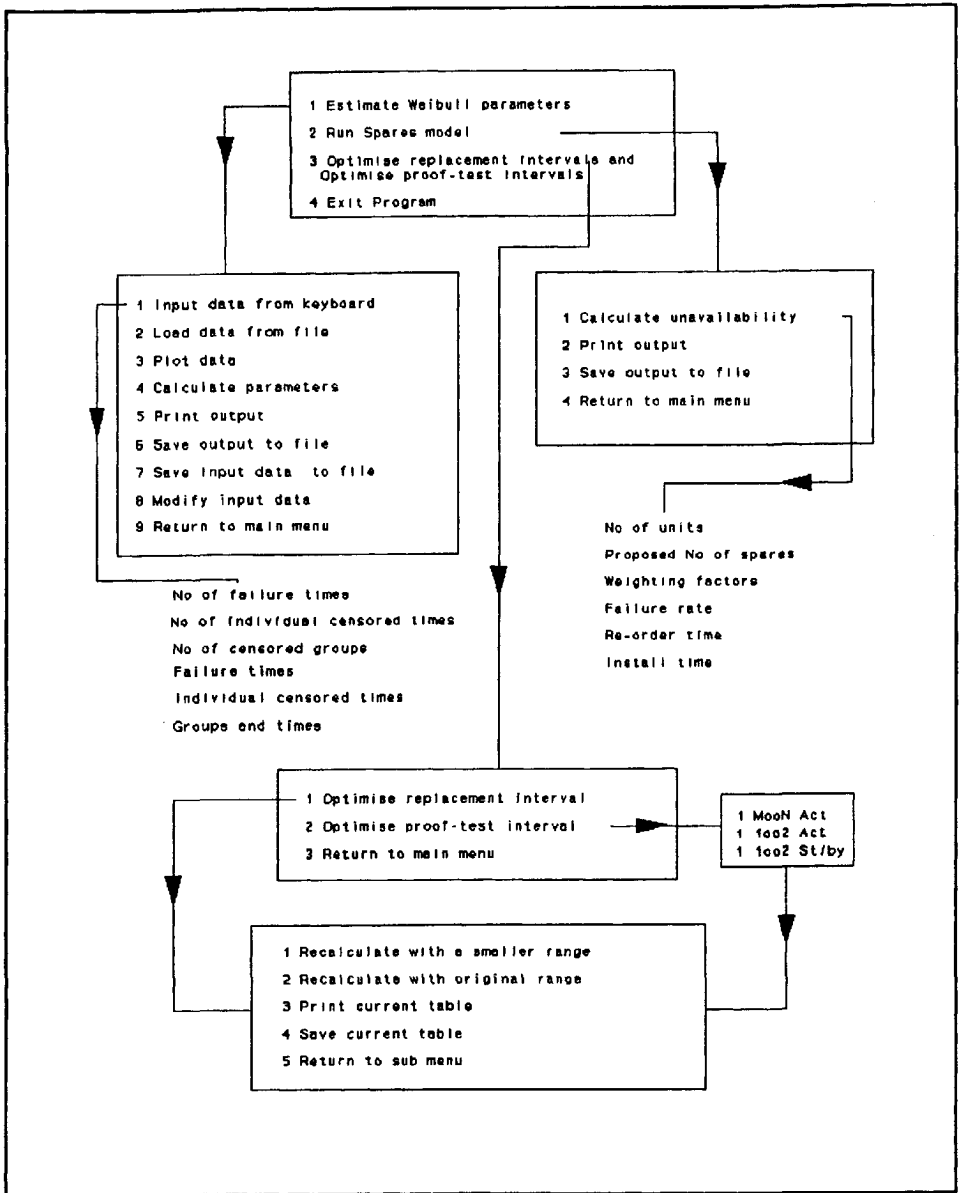 1 Estimate Weibull parameters
2 Run Spares model
3 Optimise replacement intervals and
Optimise proof-test intervals
4 Exit Program
1 Input data from keyboard
2 Load data from file
3 Plot data
4 Calculate parameters
5 Print output
6 Save output to file
7 Save input data to file
8 Modify input data
9 Return to main menu
1 Calculate unavailability
2 Print output
3 Save output to file
4 Return to main menu
No of failure times
No of individual censored times
No of censored groups
Failure times
Individual censored times
Groups and times
No of units
Proposed No of spares
Weighting factors
Failure rate
Re-order time
Install time
1 Optimise replacement interval
2 Optimise proof-test interval
3 Return to main menu
1 MooN Act
1 1oo2 Act
1 1oo2 St/by
1 Recalculate with a smaller range
2 Recalculate with original range
3 Print current table
4 Save current table
5 Return to sub menu